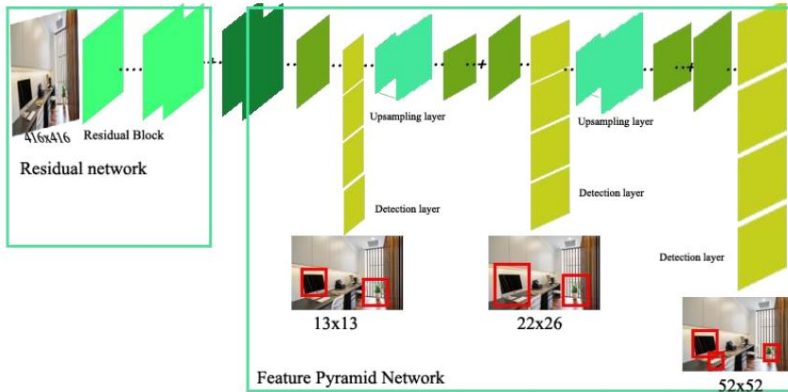 416x416
Residual Block
Residual network
Upsampling layer
Detection layer
13x13
Upsampling layer
Detection layer
22x26
Detection layer
52x52
Feature Pyramid Network